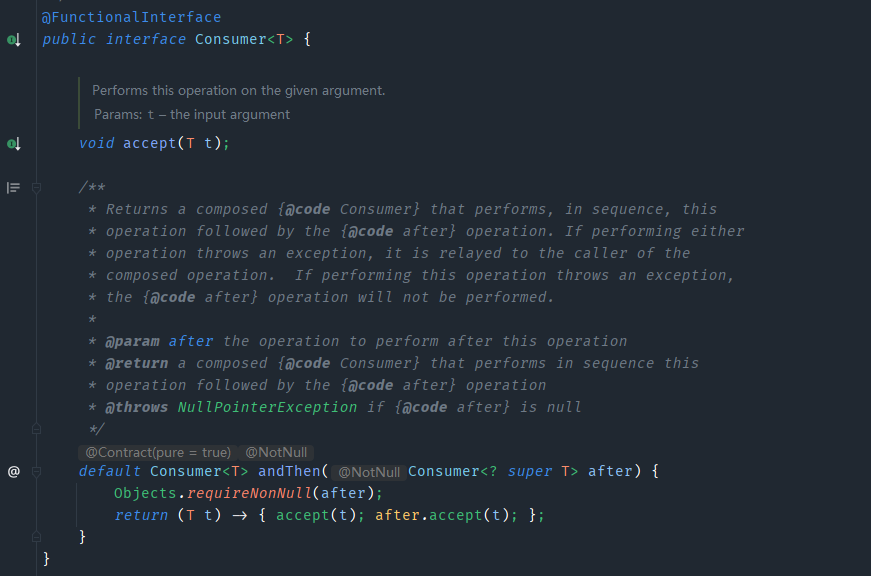 @FunctionalInterface
public interface Consumer<T> {
Performs this operation on the given argument.
Params: t – the input argument
void accept(T t);
/**
* Returns a composed {@code Consumer} that performs, in sequence, this
* operation followed by the {@code after} operation. If performing either
* operation throws an exception, it is relayed to the caller of the
* composed operation.  If performing this operation throws an exception,
* the {@code after} operation will not be performed.
*
* @param after the operation to perform after this operation
* @return a composed {@code Consumer} that performs in sequence this
* operation followed by the {@code after} operation
* @throws NullPointerException if {@code after} is null
*/
@Contract(pure = true) @NotNull
@ default Consumer<T> andThen( @NotNull Consumer<? super T> after) {
Objects.requireNonNull(after);
return (T t) → { accept(t); after.accept(t); };
}
}